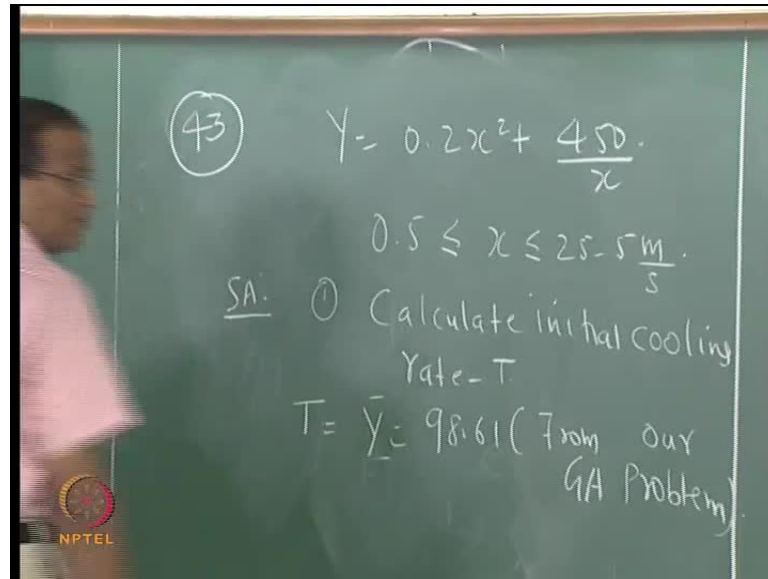 43
Y = 0.2x² + 450/x.
0.5 ≤ x ≤ 25.5 m/s.
SA: ① Calculate initial cooling
rate - T
T = Ȳ = 98.61 (From our
GA Problem).
NPTEL